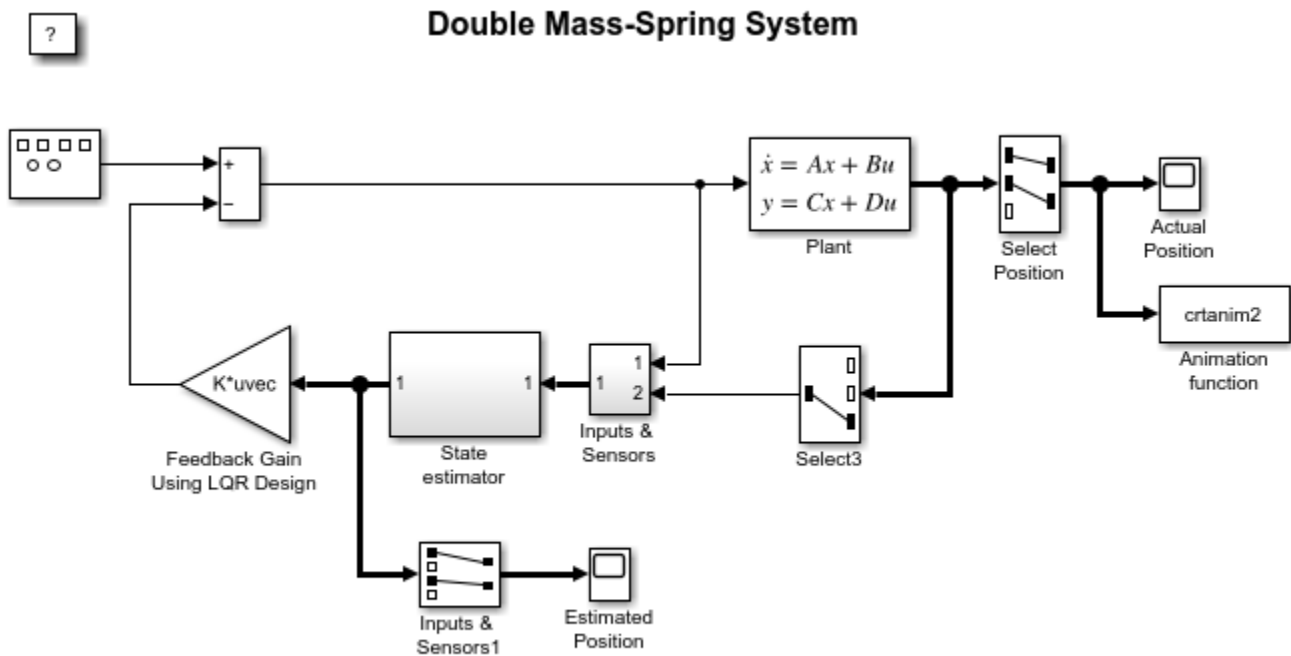 Double Mass-Spring System
?
+
−
ẋ = Ax + Bu
y = Cx + Du
Plant
Select
Position
Actual
Position
crtanim2
Animation
function
K*uvec
Feedback Gain
Using LQR Design
1 1
State
estimator
1 1
2
Inputs &
Sensors
Select3
Inputs &
Sensors1
Estimated
Position